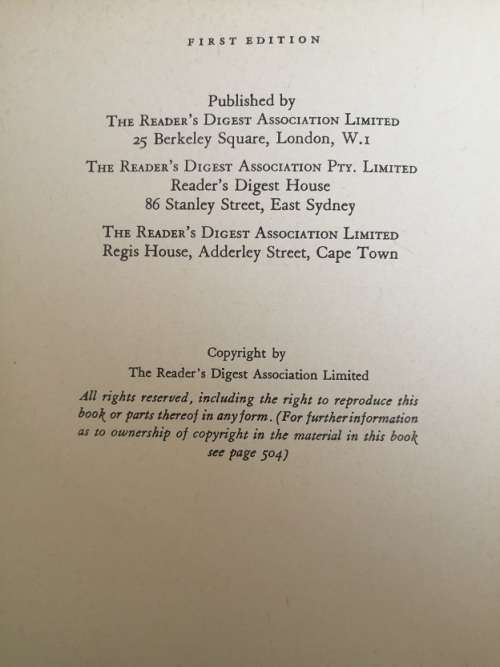 FIRST EDITION
Published by
THE READER'S DIGEST ASSOCIATION LIMITED
25 Berkeley Square, London, W.1
THE READER'S DIGEST ASSOCIATION PTY. LIMITED
Reader's Digest House
86 Stanley Street, East Sydney
THE READER'S DIGEST ASSOCIATION LIMITED
Regis House, Adderley Street, Cape Town
Copyright by
The Reader's Digest Association Limited
All rights reserved, including the right to reproduce this
book or parts thereof in any form. (For further information
as to ownership of copyright in the material in this book
see page 504)